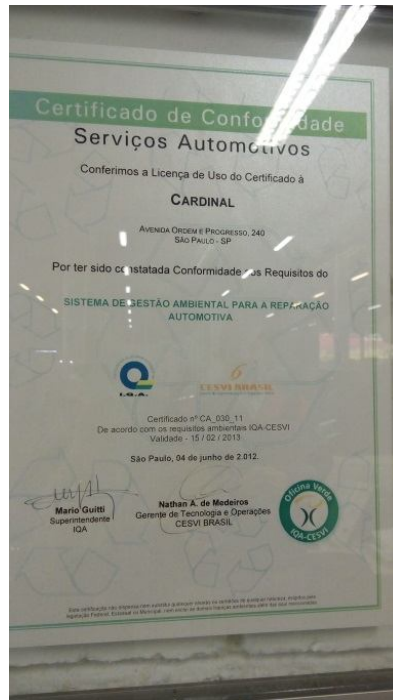 Certificado de Conformidade
Serviços Automotivos
Conferimos a Licença de Uso do Certificado à
CARDINAL
AVENIDA ORDEM E PROGRESSO, 240
SÃO PAULO - SP
Por ter sido constatada Conformidade aos Requisitos do
SISTEMA DE GESTÃO AMBIENTAL PARA A REPARAÇÃO
AUTOMOTIVA
I.Q.A.
CESVI BRASIL
Certificado nº CA_030_11
De acordo com os requisitos ambientais IQA-CESVI
Validade - 15 / 02 / 2013
São Paulo, 04 de junho de 2.012.
Mario Guitti
Superintendente
IQA
Nathan A. de Medeiros
Gerente de Tecnologia e Operações
CESVI BRASIL
Oficina Verde
IQA-CESVI